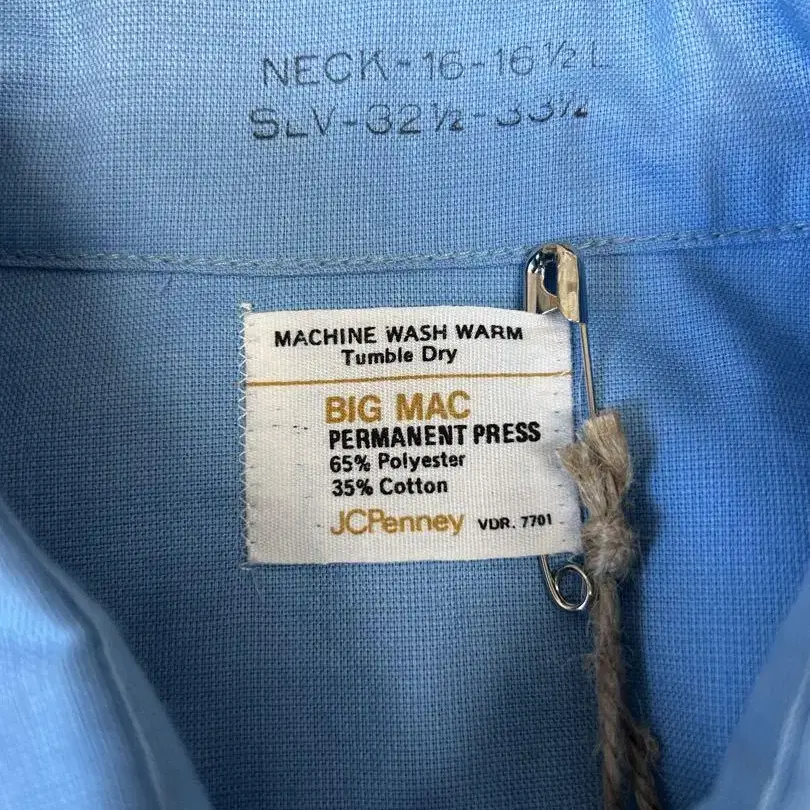 NECK-16-16½ L
SLV-32½-33½
MACHINE WASH WARM
Tumble Dry
BIG MAC
PERMANENT PRESS
65% Polyester
35% Cotton
JCPenney VDR. 7701